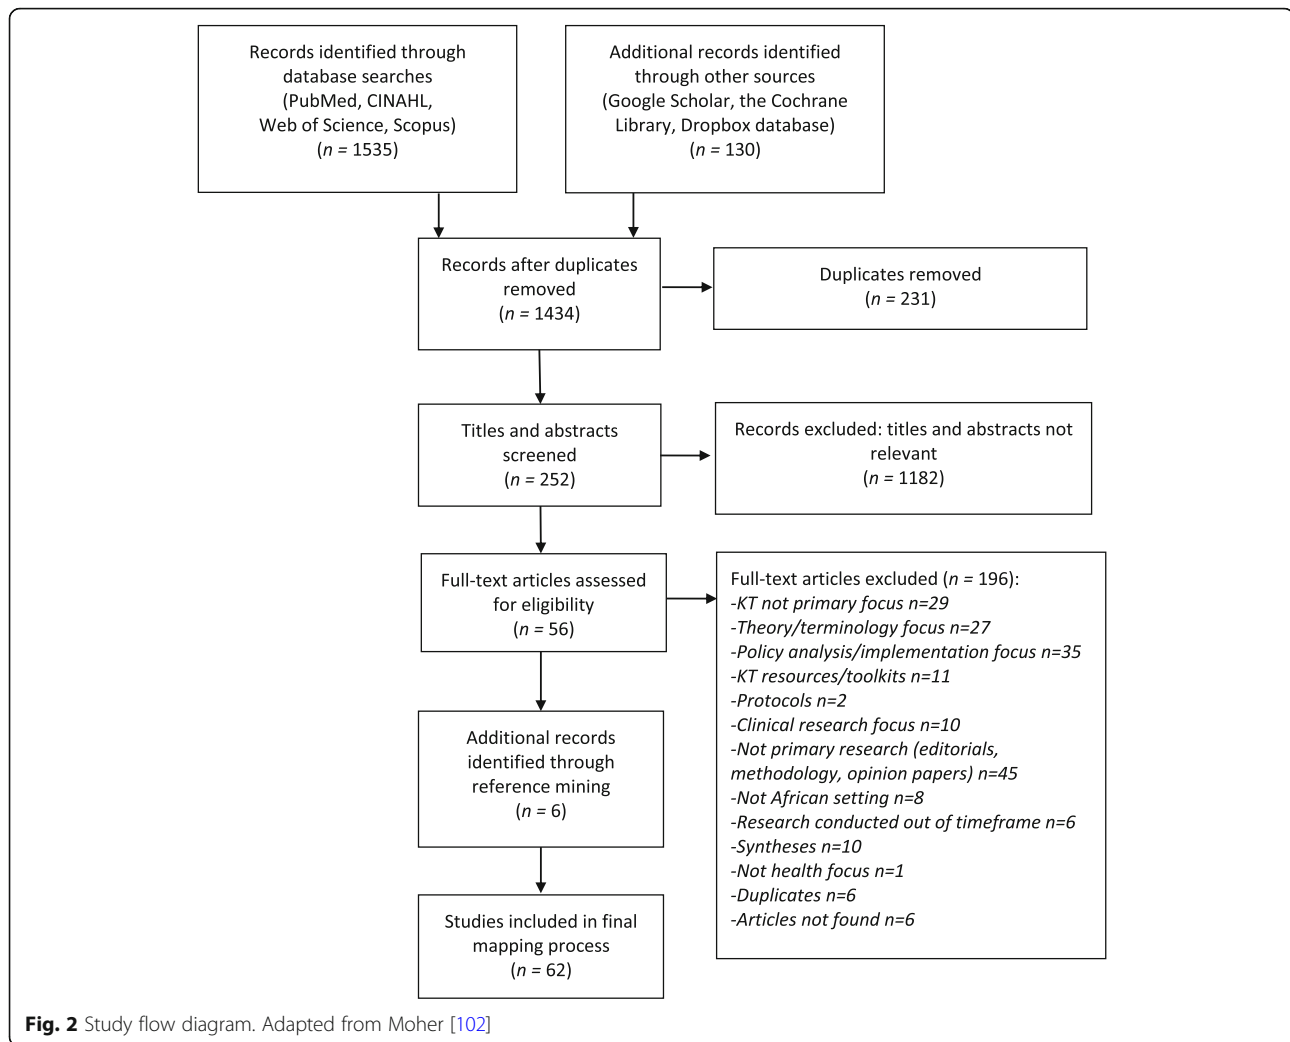 Records identified through
database searches
(PubMed, CINAHL,
Web of Science, Scopus)
(n = 1535)
Additional records identified
through other sources
(Google Scholar, the Cochrane
Library, Dropbox database)
(n = 130)
Records after duplicates
removed
(n = 1434)
Duplicates removed
(n = 231)
Titles and abstracts
screened
(n = 252)
Records excluded: titles and abstracts not
relevant
(n = 1182)
Full-text articles assessed
for eligibility
(n = 56)
Full-text articles excluded (n = 196):
-KT not primary focus n=29
-Theory/terminology focus n=27
-Policy analysis/implementation focus n=35
-KT resources/toolkits n=11
-Protocols n=2
-Clinical research focus n=10
-Not primary research (editorials,
methodology, opinion papers) n=45
-Not African setting n=8
-Research conducted out of timeframe n=6
-Syntheses n=10
-Not health focus n=1
-Duplicates n=6
-Articles not found n=6
Additional records
identified through
reference mining
(n = 6)
Studies included in final
mapping process
(n = 62)
Fig. 2 Study flow diagram. Adapted from Moher [102]